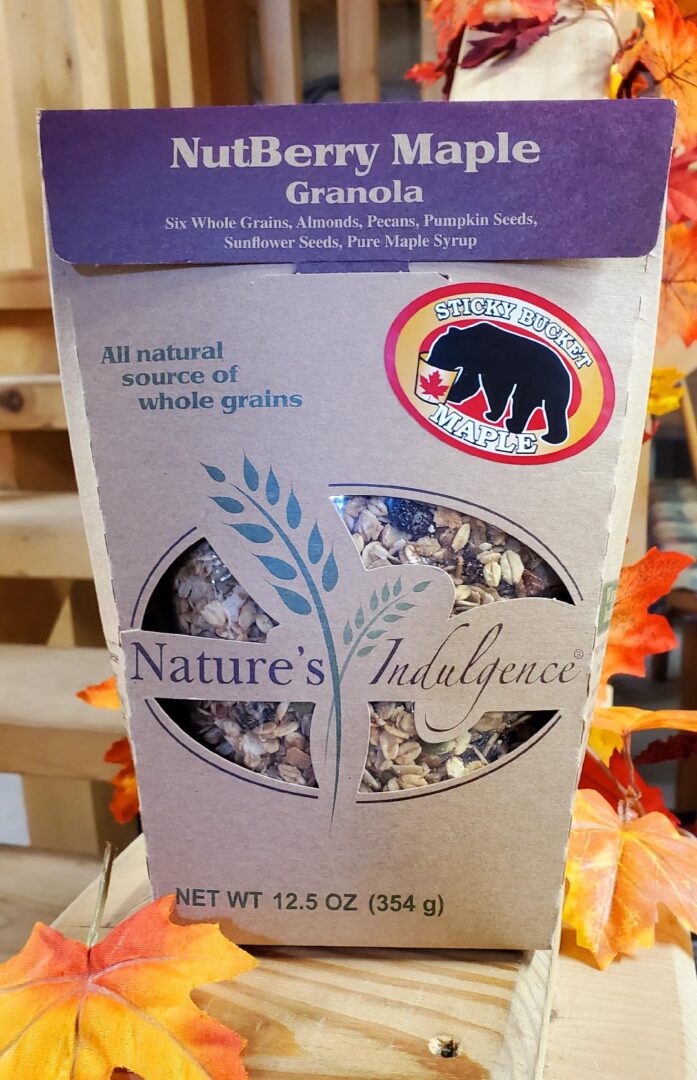 NutBerry Maple
Granola
Six Whole Grains, Almonds, Pecans, Pumpkin Seeds,
Sunflower Seeds, Pure Maple Syrup
STICKY BUCKET
MAPLE
All natural
source of
whole grains
Nature's Indulgence®
NET WT 12.5 OZ (354 g)